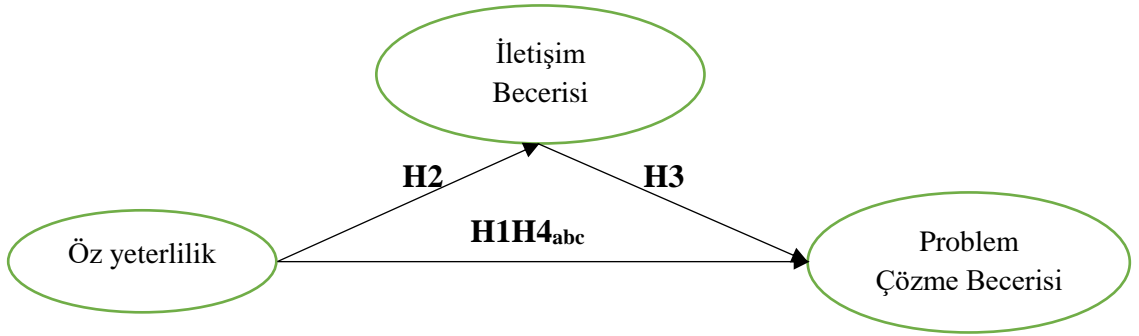 İletişim
Becerisi
H2
H3
H1H4abc
Öz yeterlilik
Problem
Çözme Becerisi